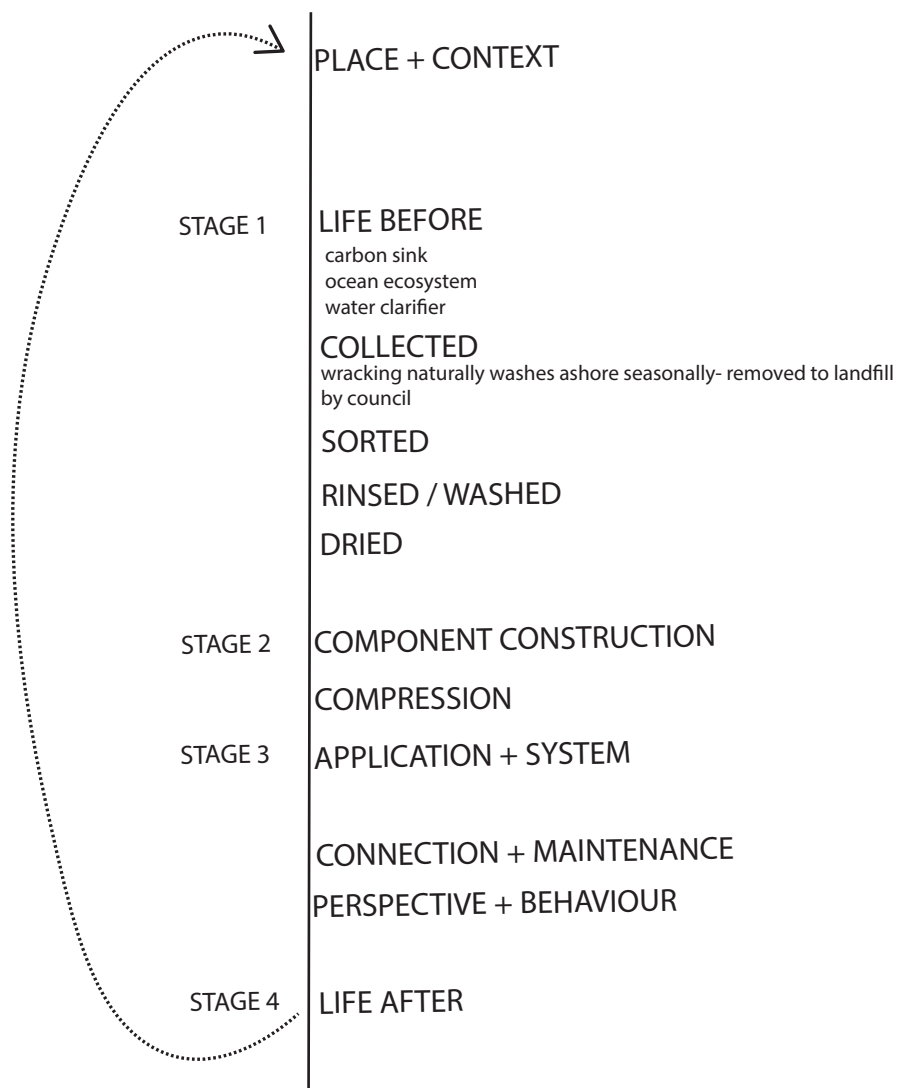 PLACE + CONTEXT
STAGE 1
LIFE BEFORE
carbon sink
ocean ecosystem
water clarifier
COLLECTED
wracking naturally washes ashore seasonally- removed to landfill
by council
SORTED
RINSED / WASHED
DRIED
STAGE 2
COMPONENT CONSTRUCTION
COMPRESSION
STAGE 3
APPLICATION + SYSTEM
CONNECTION + MAINTENANCE
PERSPECTIVE + BEHAVIOUR
STAGE 4
LIFE AFTER